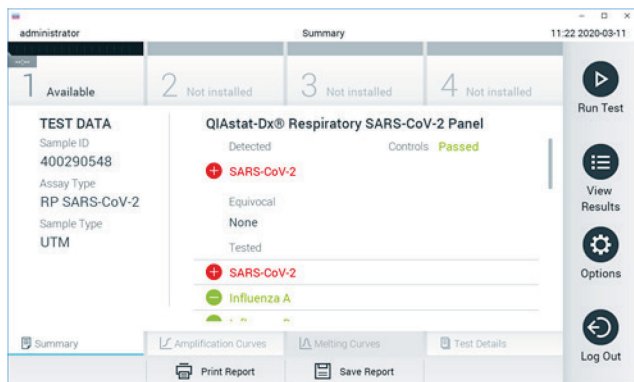 administrator Summary 11:22 2020-03-11
1 Available 2 Not installed 3 Not installed 4 Not installed
Run Test
View Results
Options
Log Out
TEST DATA
Sample ID
400290548
Assay Type
RP SARS-CoV-2
Sample Type
UTM
QIAstat-Dx® Respiratory SARS-CoV-2 Panel
Detected Controls Passed
SARS-CoV-2
Equivocal
None
Tested
SARS-CoV-2
Influenza A
Summary Amplification Curves Melting Curves Test Details
Print Report Save Report